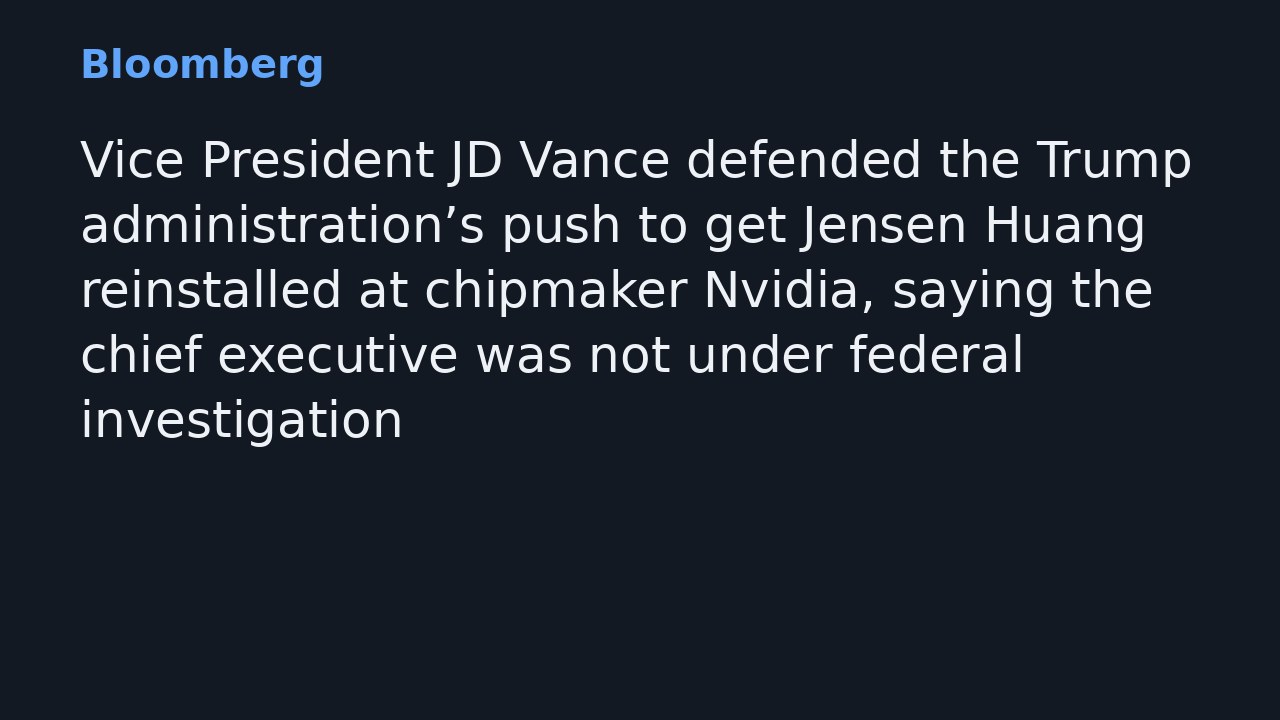 Bloomberg
Vice President JD Vance defended the Trump
administration’s push to get Jensen Huang
reinstalled at chipmaker Nvidia, saying the
chief executive was not under federal
investigation